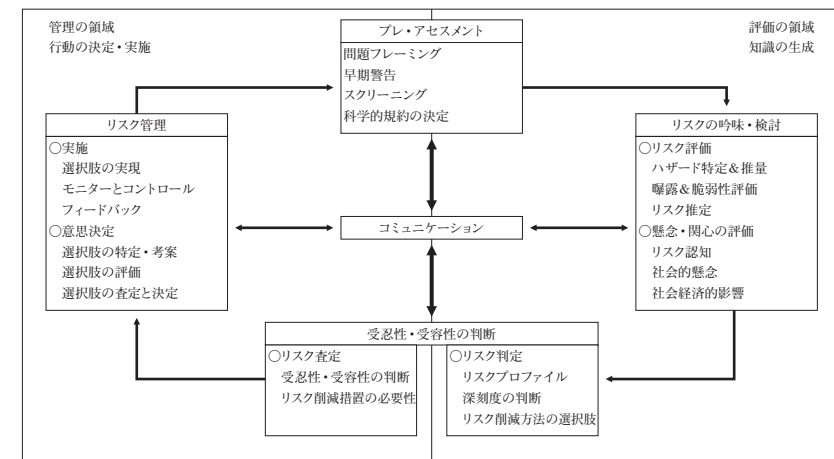 管理の領域
行動の決定・実施
評価の領域
知識の生成
プレ・アセスメント
問題フレーミング
早期警告
スクリーニング
科学的規約の決定
リスク管理
〇実施
選択肢の実現
モニターとコントロール
フィードバック
〇意思決定
選択肢の特定・考案
選択肢の評価
選択肢の査定と決定
コミュニケーション
リスクの吟味・検討
〇リスク評価
ハザード特定&推量
曝露&脆弱性評価
リスク推定
〇懸念・関心の評価
リスク認知
社会的懸念
社会経済的影響
受忍性・受容性の判断
〇リスク査定
受忍性・受容性の判断
リスク削減措置の必要性
〇リスク判定
リスクプロファイル
深刻度の判断
リスク削減方法の選択肢